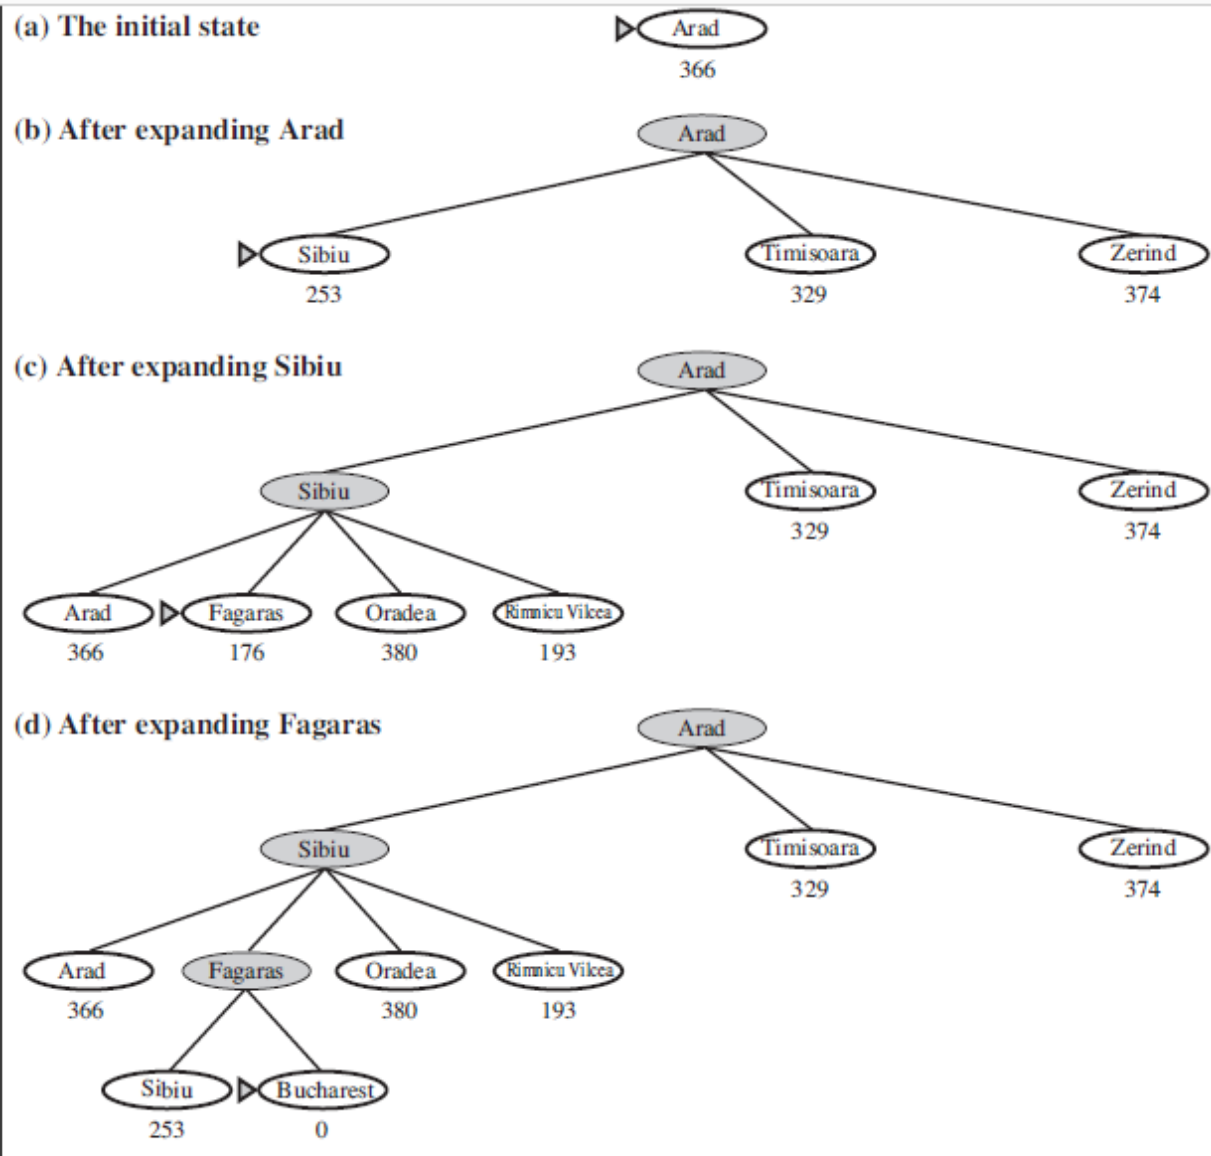 (a) The initial state
Arad
366
(b) After expanding Arad
Arad
Sibiu Timisoara Zerind
253 329 374
(c) After expanding Sibiu
Arad
Sibiu Timisoara Zerind
329 374
Arad Fagaras Oradea Rimnicu Vilcea
366 176 380 193
(d) After expanding Fagaras
Arad
Sibiu Timisoara Zerind
329 374
Arad Fagaras Oradea Rimnicu Vilcea
366 380 193
Sibiu Bucharest
253 0